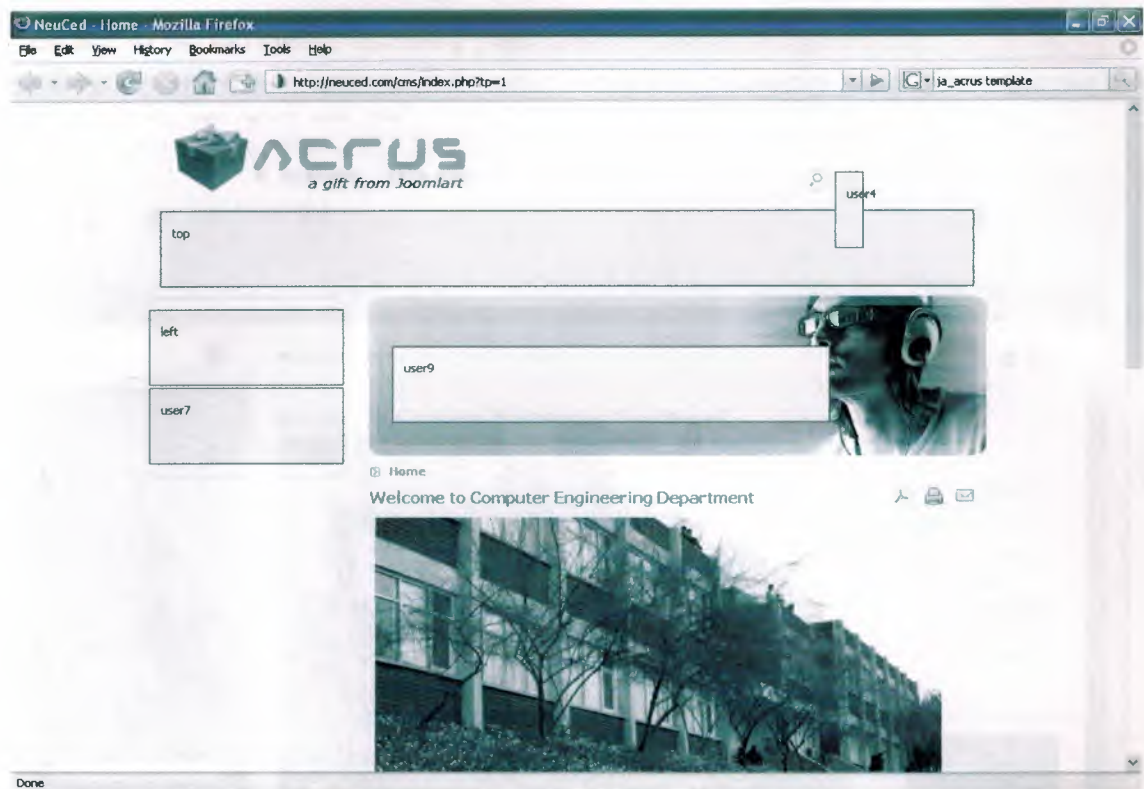 NeuCed - Home - Mozilla Firefox
File Edit View History Bookmarks Tools Help
http://neuced.com/cms/index.php?tp=1
G ja_acrus template
ACRUS
a gift from Joomlart
user4
top
left
user9
user7
Home
Welcome to Computer Engineering Department
Done